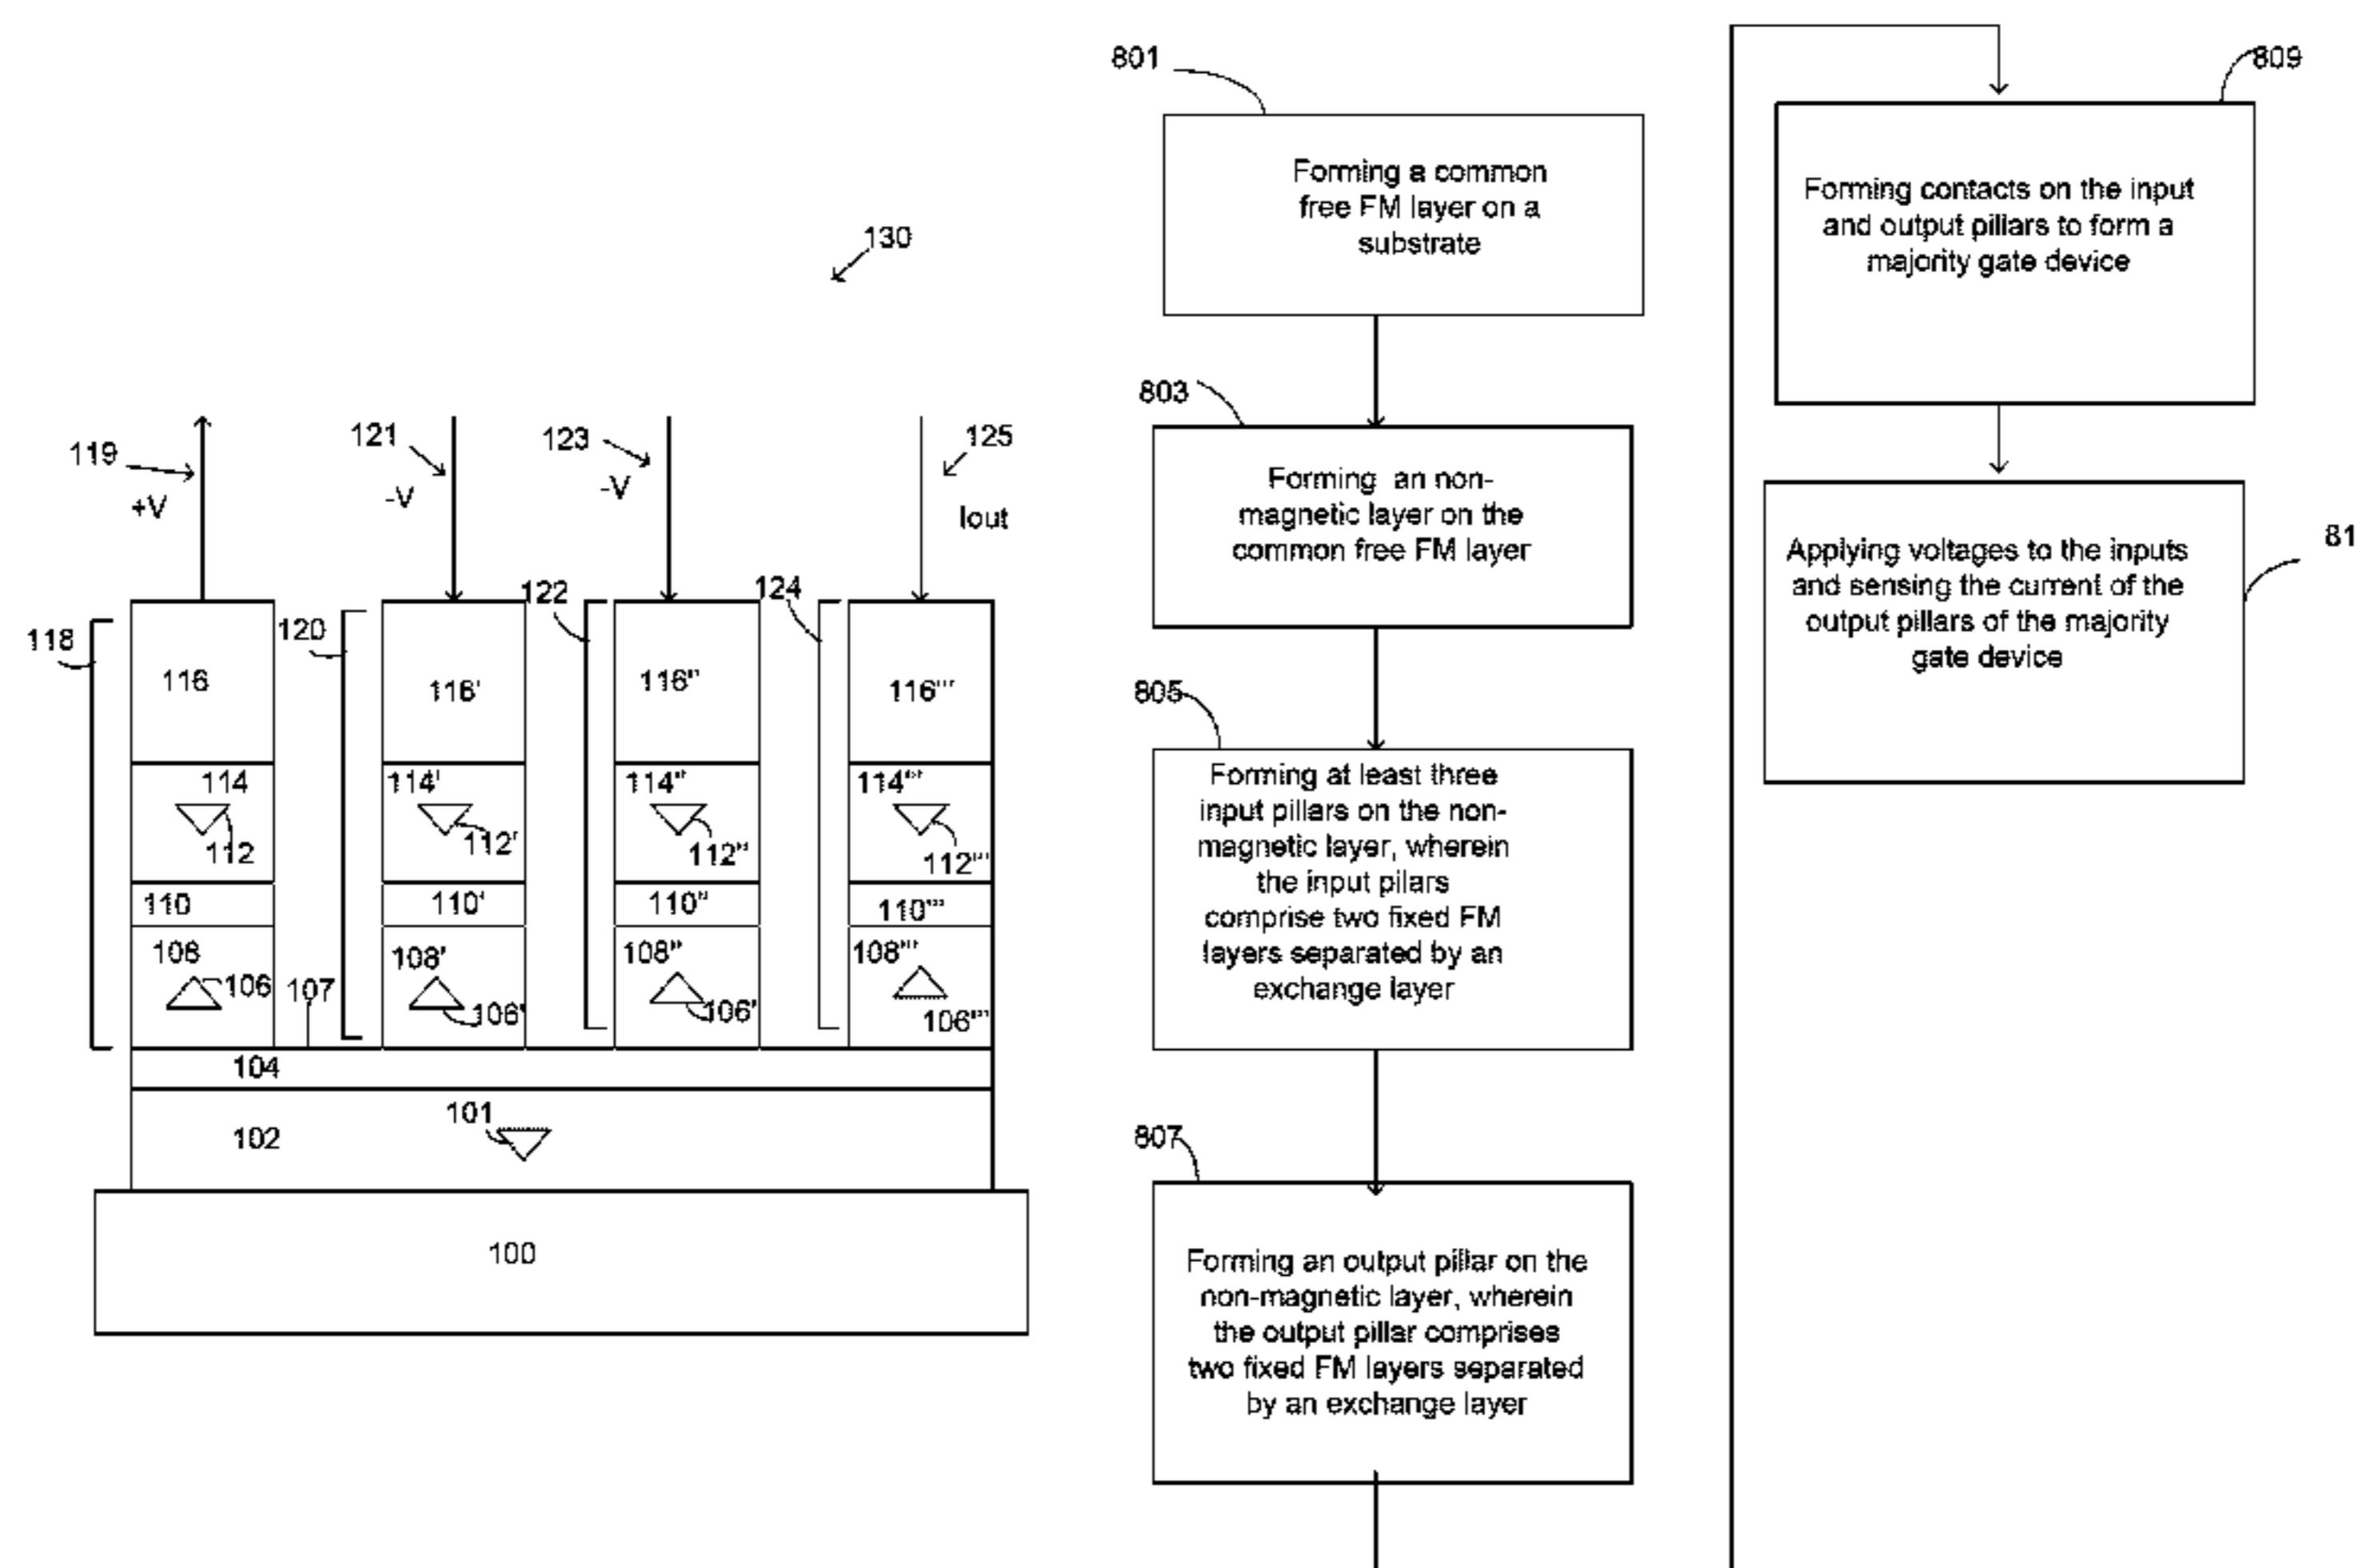 130
119
+V
121
-V
123
-V
125
Iout
118
120
122
124
116
116'
116"
116'"
114
114'
114"
114'"
112
112'
112"
112'"
110
110'
110"
110'"
108
108'
108"
108'"
106
107
106'
106'
106'"
104
101
102
100
801
Forming a common
free FM layer on a
substrate
803
Forming an non-
magnetic layer on the
common free FM layer
805
Forming at least three
input pillars on the non-
magnetic layer, wherein
the input pilars
comprise two fixed FM
layers separated by an
exchange layer
807
Forming an output pillar on the
non-magnetic layer, wherein
the output pillar comprises
two fixed FM layers separated
by an exchange layer
809
Forming contacts on the input
and output pillars to form a
majority gate device
81
Applying voltages to the inputs
and sensing the current of the
output pillars of the majority
gate device